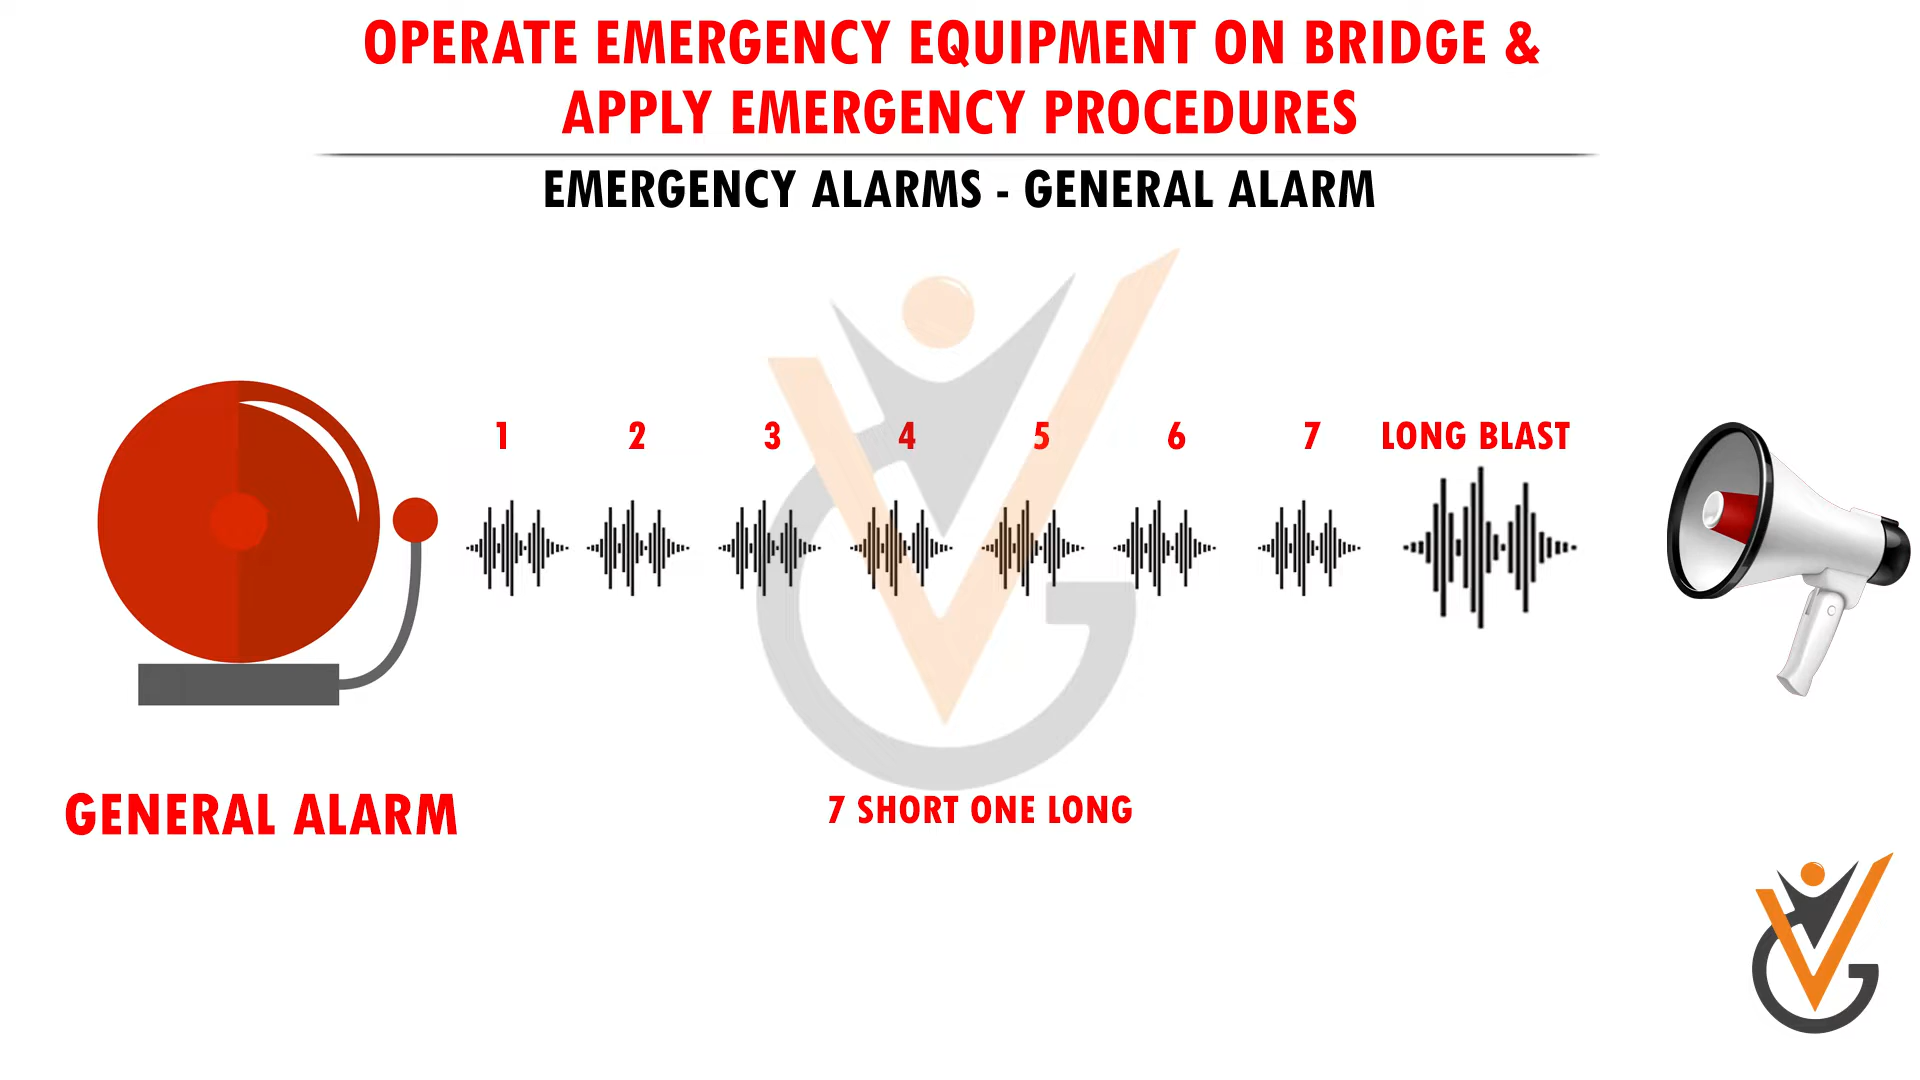 OPERATE EMERGENCY EQUIPMENT ON BRIDGE &
APPLY EMERGENCY PROCEDURES
EMERGENCY ALARMS - GENERAL ALARM
1 2 3 4 5 6 7 LONG BLAST
GENERAL ALARM
7 SHORT ONE LONG